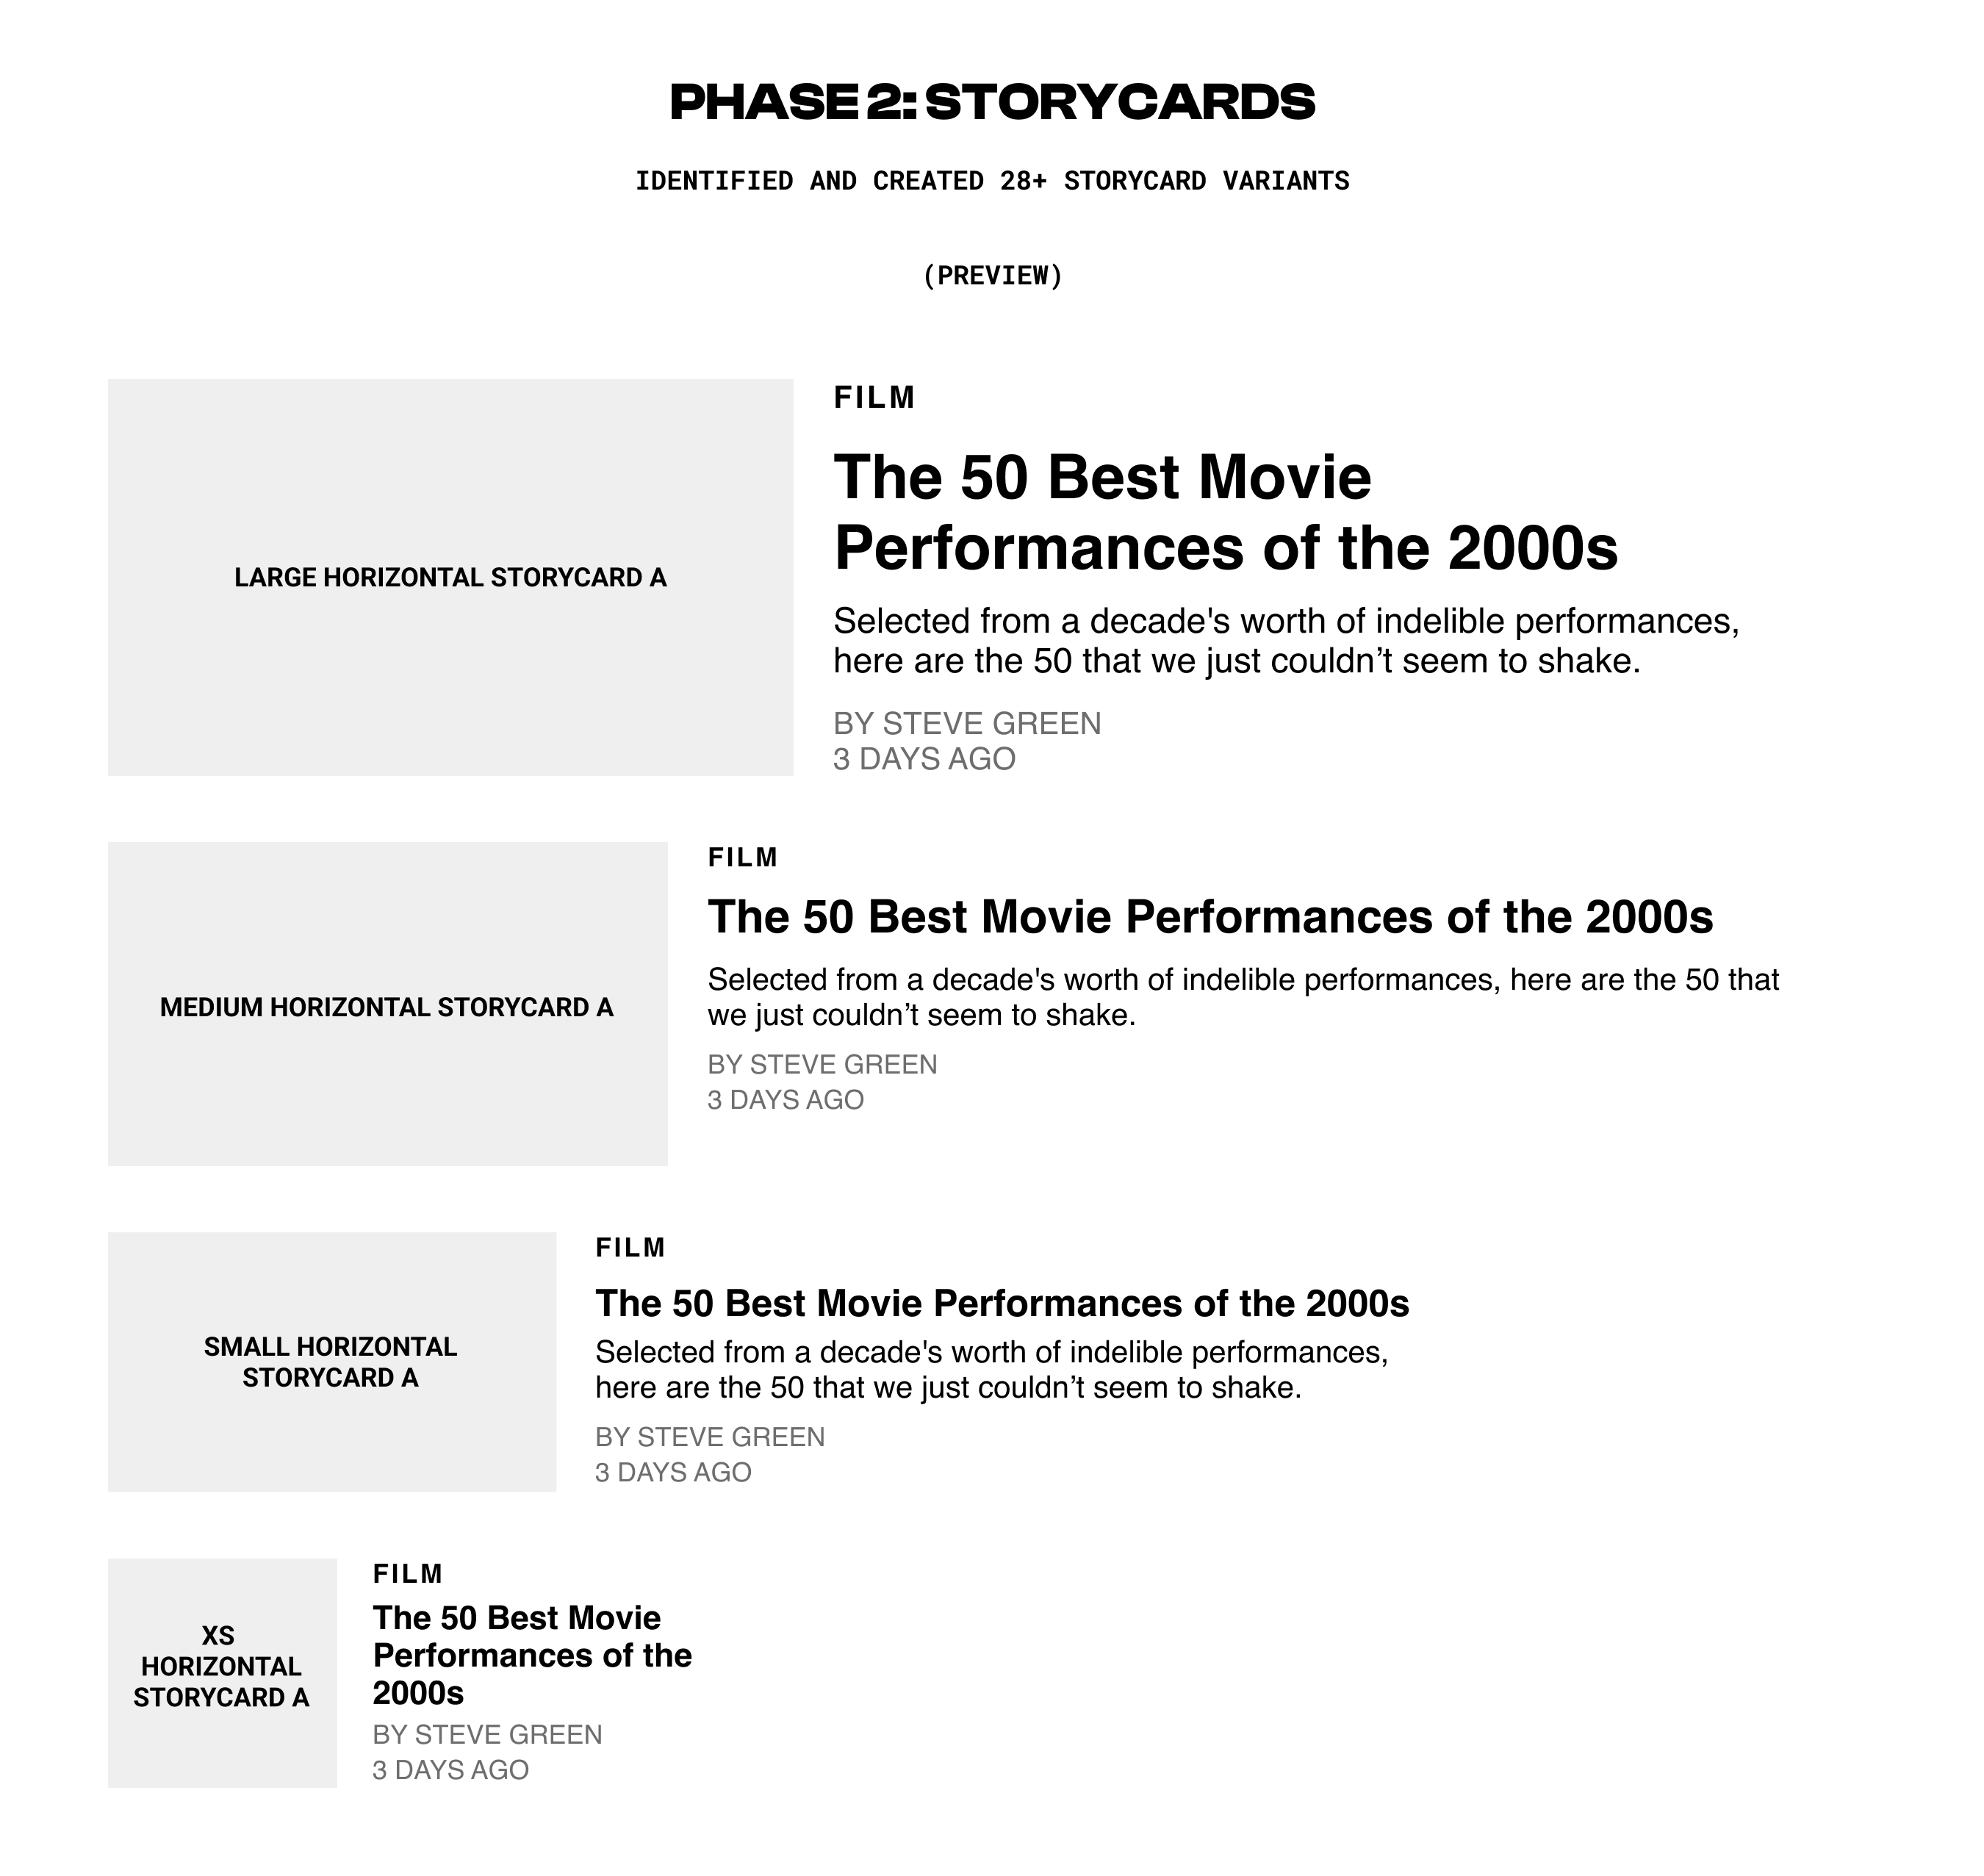 PHASE 2: STORYCARDS
IDENTIFIED AND CREATED 28+ STORYCARD VARIANTS
(PREVIEW)
LARGE HORIZONTAL STORYCARD A
FILM
The 50 Best Movie
Performances of the 2000s
Selected from a decade's worth of indelible performances,
here are the 50 that we just couldn’t seem to shake.
BY STEVE GREEN
3 DAYS AGO
MEDIUM HORIZONTAL STORYCARD A
FILM
The 50 Best Movie Performances of the 2000s
Selected from a decade's worth of indelible performances, here are the 50 that
we just couldn’t seem to shake.
BY STEVE GREEN
3 DAYS AGO
SMALL HORIZONTAL
STORYCARD A
FILM
The 50 Best Movie Performances of the 2000s
Selected from a decade's worth of indelible performances,
here are the 50 that we just couldn’t seem to shake.
BY STEVE GREEN
3 DAYS AGO
XS
HORIZONTAL
STORYCARD A
FILM
The 50 Best Movie
Performances of the
2000s
BY STEVE GREEN
3 DAYS AGO